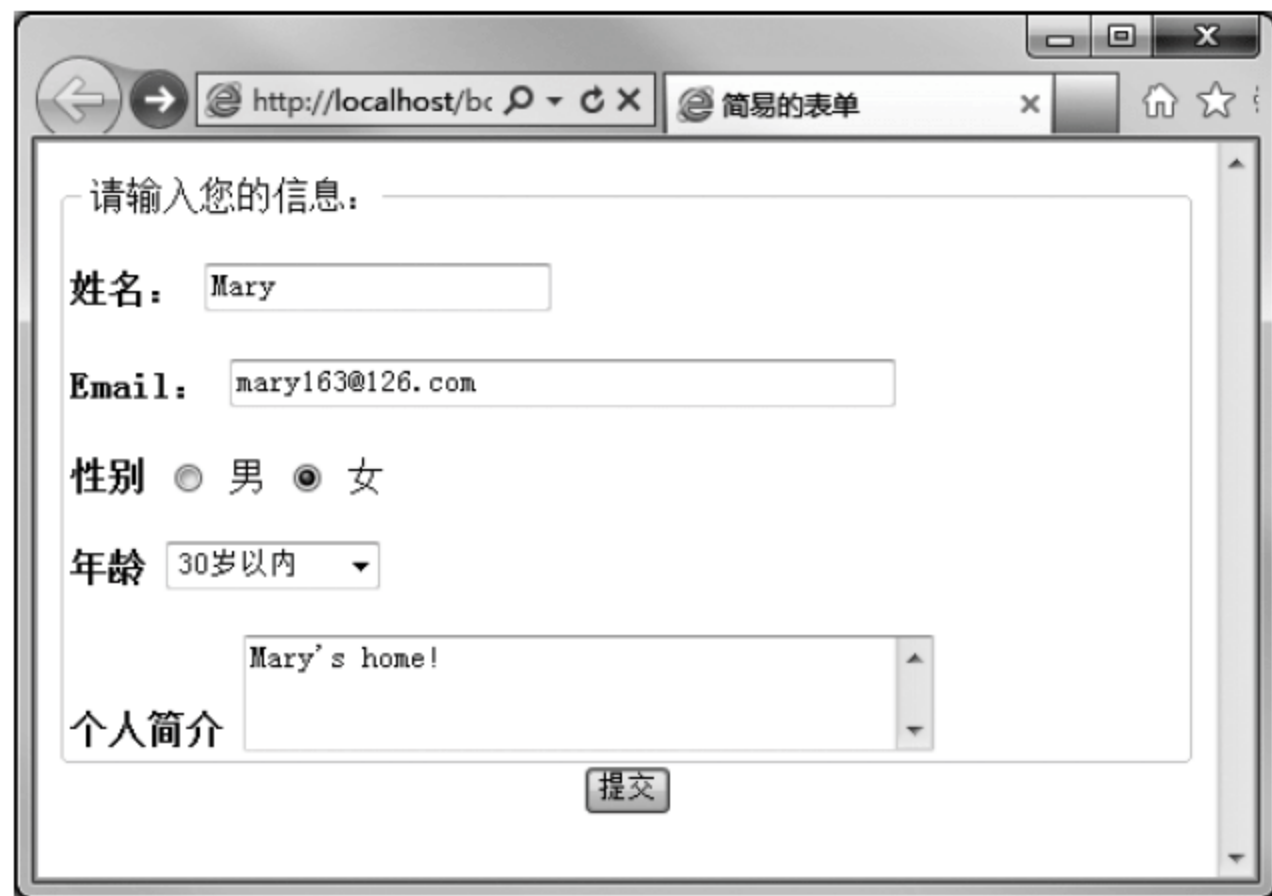 http://localhost/bc
简易的表单
请输入您的信息：
姓名： Mary
Email： mary163@126.com
性别 男 女
年龄 30岁以内
个人简介 Mary's home!
提交